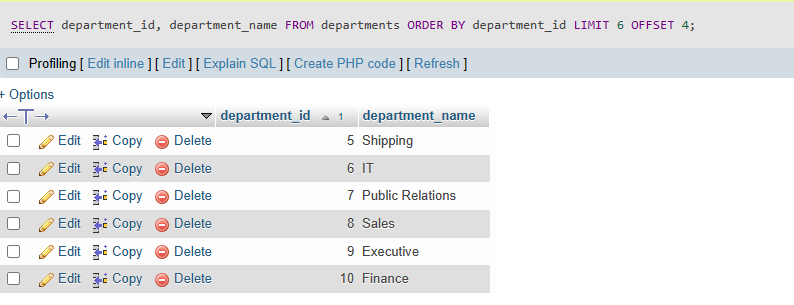 SELECT department_id, department_name FROM departments ORDER BY department_id LIMIT 6 OFFSET 4;
Profiling [ Edit inline ] [ Edit ] [ Explain SQL ] [ Create PHP code ] [ Refresh ]
+ Options
←T→ department_id 1 department_name
Edit Copy Delete 5 Shipping
Edit Copy Delete 6 IT
Edit Copy Delete 7 Public Relations
Edit Copy Delete 8 Sales
Edit Copy Delete 9 Executive
Edit Copy Delete 10 Finance